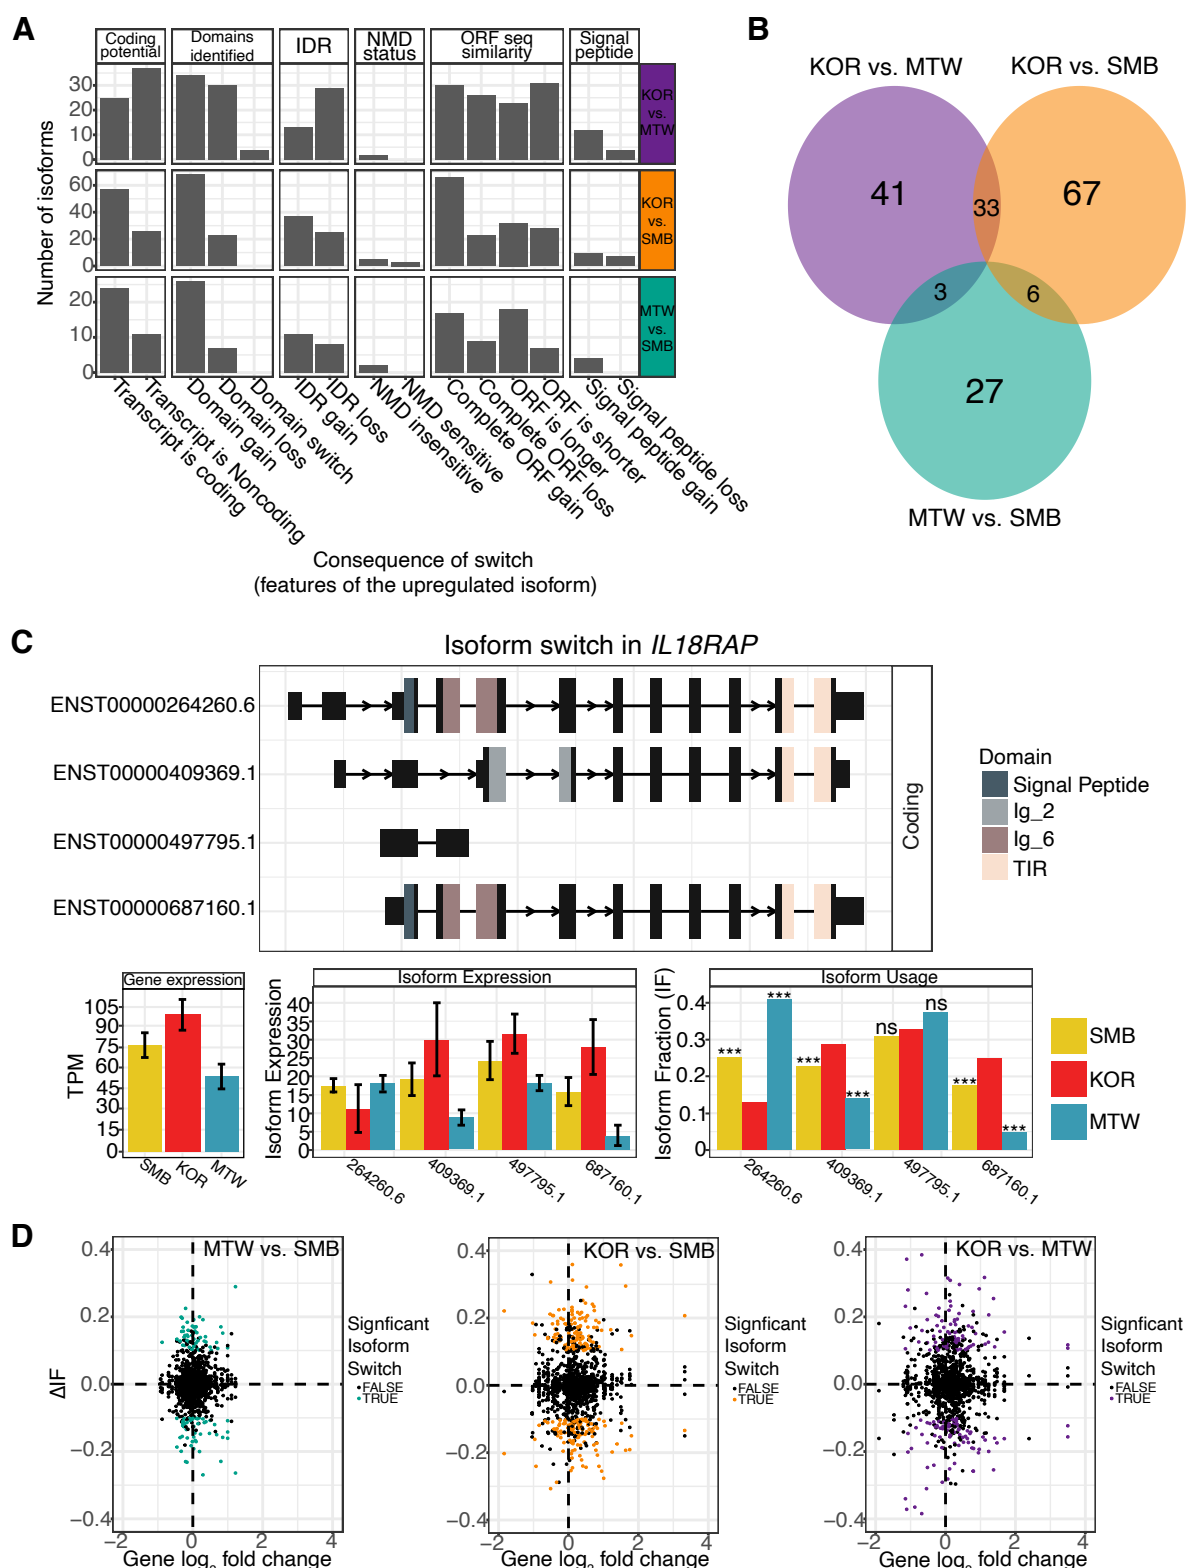 A
Coding potential
Domains identified
IDR
NMD status
ORF seq similarity
Signal peptide
Number of isoforms
30
20
10
0
KOR vs. MTW
60
40
20
0
KOR vs. SMB
20
10
0
MTW vs. SMB
Transcript is coding
Transcript is Noncoding
Domain gain
Domain loss
Domain switch
IDR gain
IDR loss
NMD insensitive
NMD sensitive
Complete ORF gain
Complete ORF loss
ORF is longer
ORF is shorter
Signal peptide gain
Signal peptide loss
Consequence of switch
(features of the upregulated isoform)
B
KOR vs. MTW
KOR vs. SMB
41
33
67
3
6
27
MTW vs. SMB
C
Isoform switch in IL18RAP
ENST00000264260.6
ENST00000409369.1
ENST00000497795.1
ENST00000687160.1
Coding
Domain
Signal Peptide
Ig_2
Ig_6
TIR
Gene expression
TPM
105
90
75
60
45
30
15
0
SMB
KOR
MTW
Isoform Expression
Isoform Expression
40
35
30
25
20
15
10
5
0
264260.6
409369.1
497795.1
687160.1
Isoform Usage
Isoform Fraction (IF)
0.4
0.3
0.2
0.1
0
***
***
***
***
ns
ns
***
***
264260.6
409369.1
497795.1
687160.1
SMB
KOR
MTW
D
MTW vs. SMB
ΔIF
0.4
0.2
0.0
−0.2
−0.4
−2
0
2
4
Gene log2 fold change
Signficant
Isoform
Switch
FALSE
TRUE
KOR vs. SMB
0.4
0.2
0.0
−0.2
−0.4
−2
0
2
4
Gene log2 fold change
Signficant
Isoform
Switch
FALSE
TRUE
KOR vs. MTW
0.4
0.2
0.0
−0.2
−0.4
−2
0
2
4
Gene log2 fold change
Signficant
Isoform
Switch
FALSE
TRUE